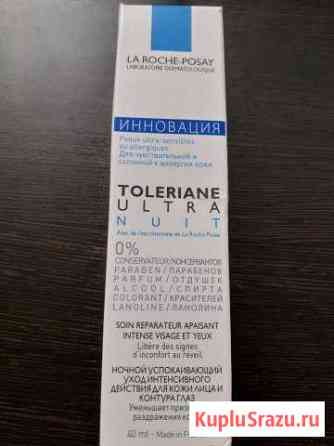 LA ROCHE-POSAY
LABORATOIRE DERMATOLOGIQUE
ИННОВАЦИЯ
Peaux ultra-sensibles
ou allergiques
Для чувствительной и
склонной к аллергии кожи
TOLERIANE
ULTRA
NUIT
0%
CONSERVATEUR/КОНСЕРВАНТОВ
PARABEN/ПАРАБЕНОВ
PARFUM/ОТДУШЕК
ALCOOL/СПИРТА
COLORANT/КРАСИТЕЛЕЙ
LANOLINE/ЛАНОЛИНА
SOIN REPARATEUR APAISANT
INTENSE VISAGE ET YEUX
Libère des signes
d'inconfort au réveil
НОЧНОЙ УСПОКАИВАЮЩИЙ
УХОД ИНТЕНСИВНОГО
ДЕЙСТВИЯ ДЛЯ КОЖИ ЛИЦА И
КОНТУРА ГЛАЗ
Уменьшает
раздражения
40 ml - Made in
KupluSrazu.ru